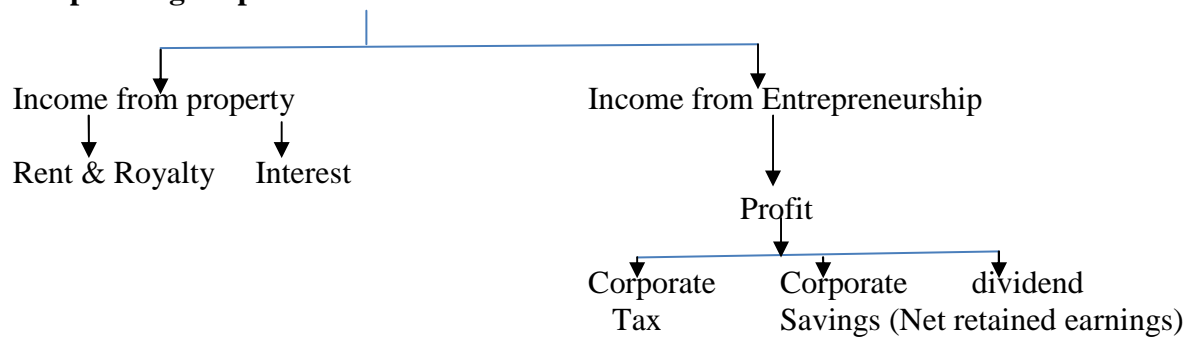 Income from property Income from Entrepreneurship
Rent & Royalty Interest
Profit
Corporate Corporate dividend
Tax Savings (Net retained earnings)